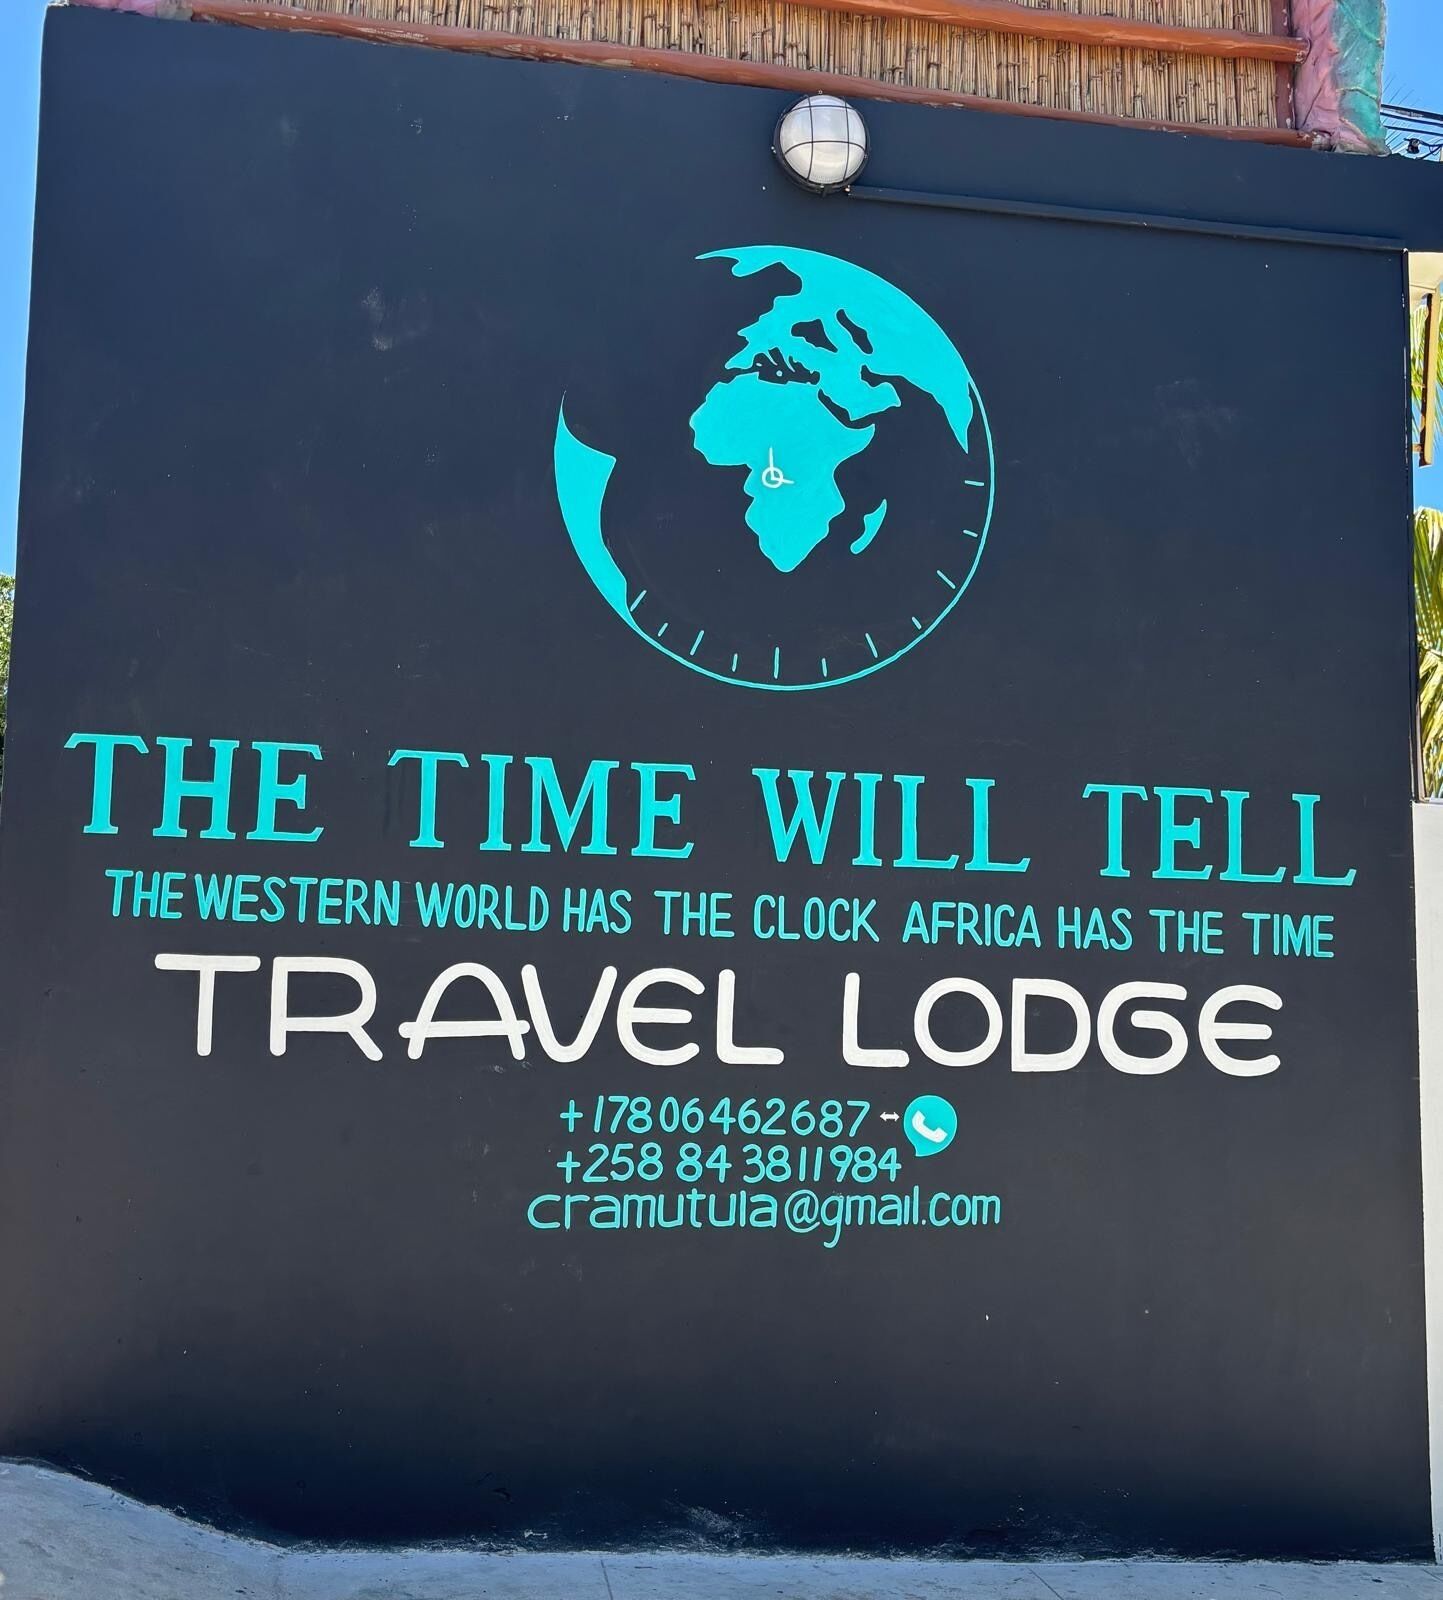 THE TIME WILL TELL
THE WESTERN WORLD HAS THE CLOCK AFRICA HAS THE TIME
TRAVEL LODGE
+17806462687
+258 84 3811984
cramutula@gmail.com